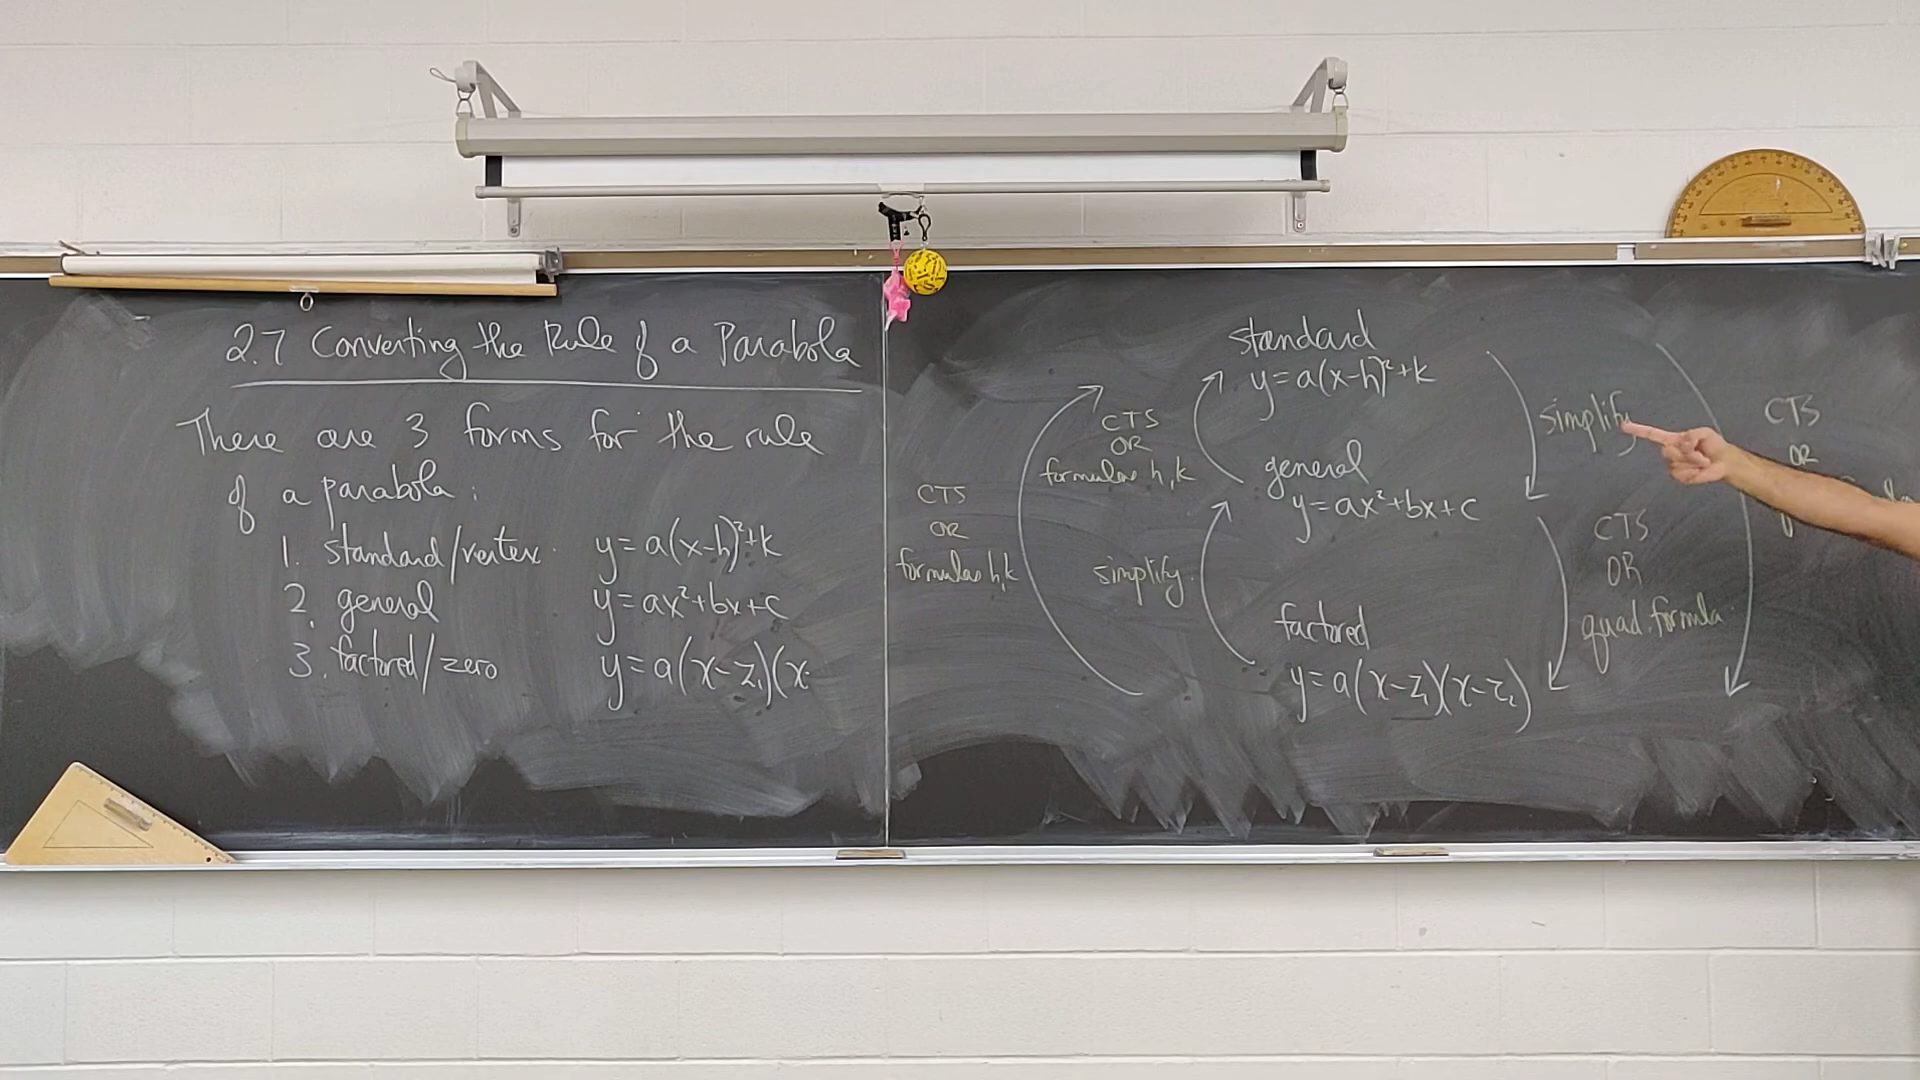 2.7 Converting the Rule of a Parabola
There are 3 forms for the rule
of a parabola:
1. standard/vertex y=a(x-h)²+k
2. general y=ax²+bx+c
3. factored/zero y=a(x-z₁)(x-
standard
y=a(x-h)²+k
general
y=ax²+bx+c
factored
y=a(x-z₁)(x-z₂)
CTS
OR
formulas h,k
CTS
OR
formulas h,k
simplify
simplify
CTS
OR
quad. formula
CTS
OR